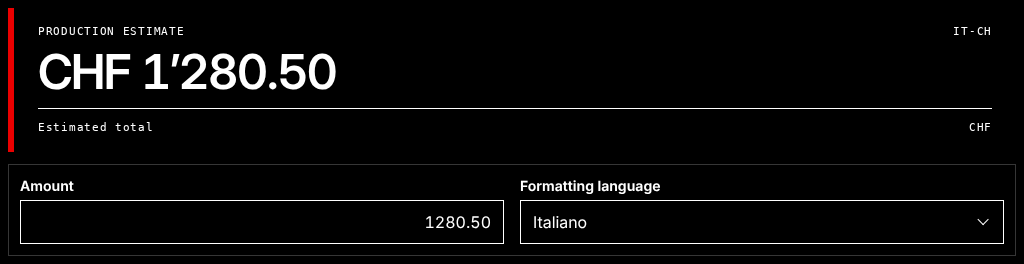 PRODUCTION ESTIMATE IT-CH
CHF 1’280.50
Estimated total CHF
Amount Formatting language
1280.50 Italiano